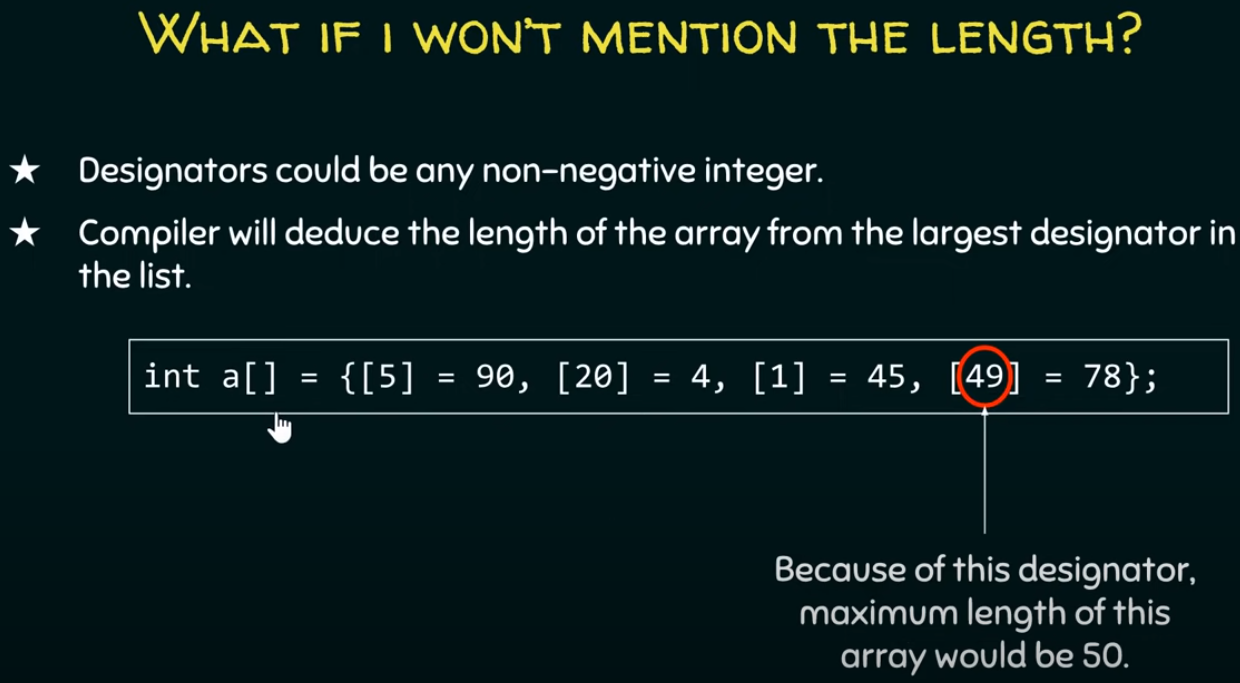 WHAT IF I WON'T MENTION THE LENGTH?
★ Designators could be any non-negative integer.
★ Compiler will deduce the length of the array from the largest designator in
the list.
int a[] = {[5] = 90, [20] = 4, [1] = 45, [49] = 78};
Because of this designator,
maximum length of this
array would be 50.